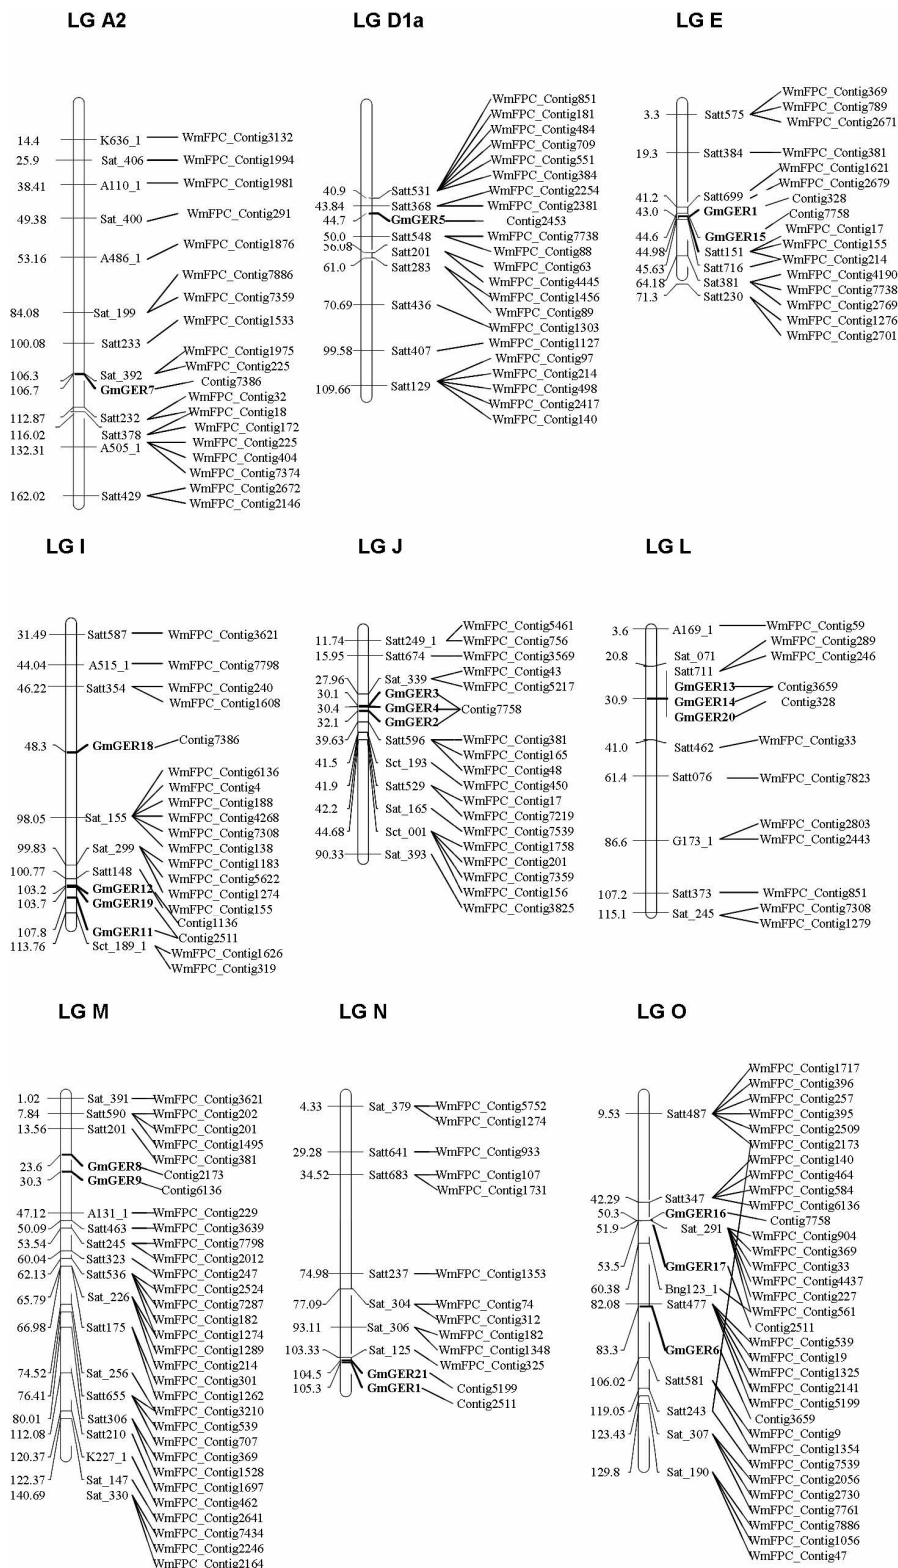 LG A2
14.4 K636_1 WmFPC_Contig3132
25.9 Sat_406 WmFPC_Contig1994
38.41 A110_1 WmFPC_Contig1981
49.38 Sat_400 WmFPC_Contig291
53.16 A486_1 WmFPC_Contig1876
WmFPC_Contig7886
WmFPC_Contig7359
84.08 Sat_199
WmFPC_Contig1533
100.08 Satt233
WmFPC_Contig1975
106.3 Sat_392 WmFPC_Contig225
106.7 GmGER7 Contig7386
WmFPC_Contig32
112.87 Satt232 WmFPC_Contig18
116.02 Satt378 WmFPC_Contig172
132.31 A505_1 WmFPC_Contig225
WmFPC_Contig404
WmFPC_Contig7374
162.02 Satt429 WmFPC_Contig2672
WmFPC_Contig2146
LG D1a
WmFPC_Contig851
WmFPC_Contig181
WmFPC_Contig484
WmFPC_Contig709
WmFPC_Contig551
WmFPC_Contig384
40.9 Satt531 WmFPC_Contig2254
43.84 Satt368 WmFPC_Contig2381
44.7 GmGER5 Contig2453
50.0 Satt548 WmFPC_Contig7738
56.08 Satt201 WmFPC_Contig88
61.0 Satt283 WmFPC_Contig63
WmFPC_Contig4445
WmFPC_Contig1456
70.69 Satt436 WmFPC_Contig89
WmFPC_Contig1303
99.58 Satt407 WmFPC_Contig1127
WmFPC_Contig97
WmFPC_Contig214
109.66 Satt129 WmFPC_Contig498
WmFPC_Contig2417
WmFPC_Contig140
LG E
WmFPC_Contig369
3.3 Satt575 WmFPC_Contig789
WmFPC_Contig2671
19.3 Satt384 WmFPC_Contig381
WmFPC_Contig1621
WmFPC_Contig2679
41.2 Satt699 Contig328
43.0 GmGER1 Contig7758
44.6 GmGER15 WmFPC_Contig17
44.98 Satt151 WmFPC_Contig155
45.63 Satt716 WmFPC_Contig214
64.18 Satt381 WmFPC_Contig4190
71.3 Satt230 WmFPC_Contig7738
WmFPC_Contig2769
WmFPC_Contig1276
WmFPC_Contig2701
LG I
31.49 Satt587 WmFPC_Contig3621
44.04 A515_1 WmFPC_Contig7798
46.22 Satt354 WmFPC_Contig240
WmFPC_Contig1608
48.3 GmGER18 Contig7386
WmFPC_Contig6136
WmFPC_Contig4
WmFPC_Contig188
98.05 Sat_155 WmFPC_Contig4268
WmFPC_Contig7308
99.83 Sat_299 WmFPC_Contig138
WmFPC_Contig1183
100.77 Satt148 WmFPC_Contig5622
103.2 GmGER12 WmFPC_Contig1274
103.7 GmGER19 WmFPC_Contig155
Contig1136
107.8 GmGER11 Contig2511
113.76 Sct_189_1 WmFPC_Contig1626
WmFPC_Contig319
LG J
WmFPC_Contig5461
11.74 Satt249_1 WmFPC_Contig756
15.95 Satt674 WmFPC_Contig3569
WmFPC_Contig43
27.96 Sat_339 WmFPC_Contig5217
30.1 GmGER3
30.4 GmGER4 Contig7758
32.1 GmGER2
39.63 Satt596 WmFPC_Contig381
WmFPC_Contig165
41.5 Sct_193 WmFPC_Contig48
41.9 Satt529 WmFPC_Contig450
WmFPC_Contig17
42.2 Sat_165 WmFPC_Contig7219
WmFPC_Contig7539
44.68 Sct_001 WmFPC_Contig1758
90.33 Sat_393 WmFPC_Contig201
WmFPC_Contig7359
WmFPC_Contig156
WmFPC_Contig3825
LG L
3.6 A169_1 WmFPC_Contig59
WmFPC_Contig289
20.8 Sat_071 WmFPC_Contig246
Satt711
GmGER13 Contig3659
30.9 GmGER14 Contig328
GmGER20
41.0 Satt462 WmFPC_Contig33
61.4 Satt076 WmFPC_Contig7823
WmFPC_Contig2803
86.6 G173_1 WmFPC_Contig2443
107.2 Satt373 WmFPC_Contig851
115.1 Sat_245 WmFPC_Contig7308
WmFPC_Contig1279
LG M
1.02 Sat_391 WmFPC_Contig3621
7.84 Satt590 WmFPC_Contig202
13.56 Satt201 WmFPC_Contig201
WmFPC_Contig1495
WmFPC_Contig381
23.6 GmGER8 Contig2173
30.3 GmGER9 Contig6136
47.12 A131_1 WmFPC_Contig229
50.09 Satt463 WmFPC_Contig3639
53.54 Satt245 WmFPC_Contig7798
60.04 Satt323 WmFPC_Contig2012
62.13 Satt536 WmFPC_Contig247
WmFPC_Contig2524
65.79 Sat_226 WmFPC_Contig7287
WmFPC_Contig182
66.98 Satt175 WmFPC_Contig1274
WmFPC_Contig1289
WmFPC_Contig214
74.52 Sat_256 WmFPC_Contig301
76.41 Satt655 WmFPC_Contig1262
WmFPC_Contig3210
80.01 Satt306 WmFPC_Contig539
112.08 Satt210 WmFPC_Contig707
WmFPC_Contig369
120.37 K227_1 WmFPC_Contig1528
122.37 Sat_147 WmFPC_Contig1697
140.69 Sat_330 WmFPC_Contig462
WmFPC_Contig2641
WmFPC_Contig7434
WmFPC_Contig2246
WmFPC_Contig2164
LG N
4.33 Sat_379 WmFPC_Contig5752
WmFPC_Contig1274
29.28 Satt641 WmFPC_Contig933
34.52 Satt683 WmFPC_Contig107
WmFPC_Contig1731
74.98 Satt237 WmFPC_Contig1353
77.09 Sat_304 WmFPC_Contig74
WmFPC_Contig312
93.11 Sat_306 WmFPC_Contig182
103.33 Sat_125 WmFPC_Contig1348
WmFPC_Contig325
104.5 GmGER21 Contig5199
105.3 GmGER1 Contig2511
LG O
WmFPC_Contig1717
WmFPC_Contig396
WmFPC_Contig257
9.53 Satt487 WmFPC_Contig395
WmFPC_Contig2509
WmFPC_Contig2173
WmFPC_Contig140
WmFPC_Contig464
WmFPC_Contig584
42.29 Satt347 WmFPC_Contig6136
50.3 GmGER16 Contig7758
51.9 Sat_291 WmFPC_Contig904
WmFPC_Contig369
53.5 GmGER17 WmFPC_Contig33
WmFPC_Contig4437
60.38 Bng123_1 WmFPC_Contig227
82.08 Satt477 WmFPC_Contig561
Contig2511
WmFPC_Contig539
83.3 GmGER6 WmFPC_Contig19
WmFPC_Contig1325
106.02 Satt581 WmFPC_Contig2141
WmFPC_Contig5199
119.05 Satt243 Contig3659
123.43 Sat_307 WmFPC_Contig9
WmFPC_Contig1354
129.8 Sat_190 WmFPC_Contig7539
WmFPC_Contig2056
WmFPC_Contig2730
WmFPC_Contig7761
WmFPC_Contig7886
WmFPC_Contig1056
WmFPC_Contig47